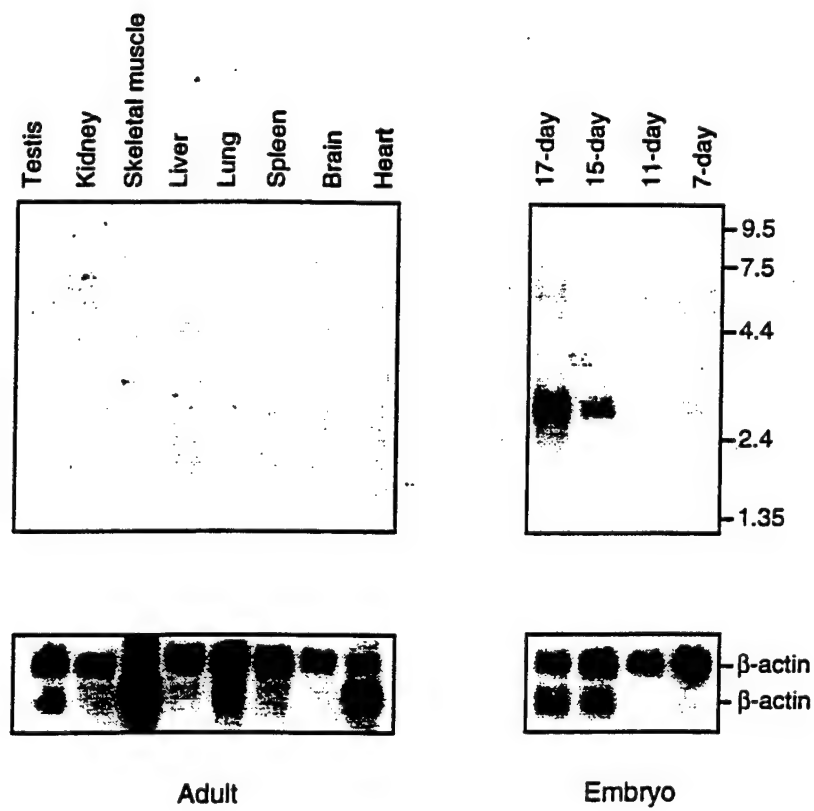 Testis
Kidney
Skeletal muscle
Liver
Lung
Spleen
Brain
Heart
17-day
15-day
11-day
7-day
9.5
7.5
4.4
2.4
1.35
β-actin
β-actin
Adult
Embryo